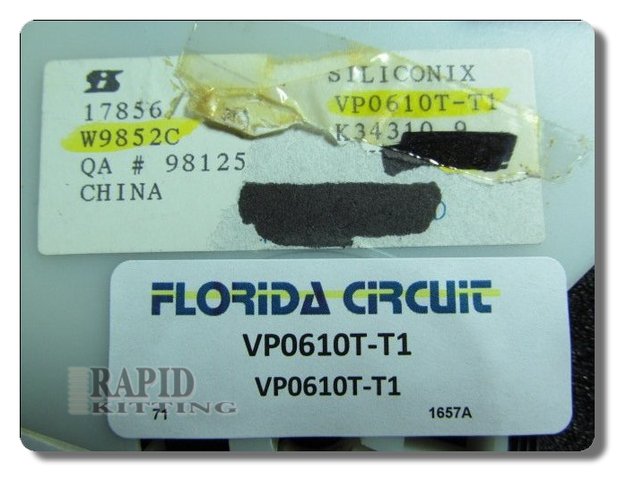 SILICONIX
17856
VP0610T-T1
W9852C
K34310 9
QA # 98125
CHINA
FLORIDA CIRCUIT
VP0610T-T1
VP0610T-T1
RAPID
KITTING
71
1657A